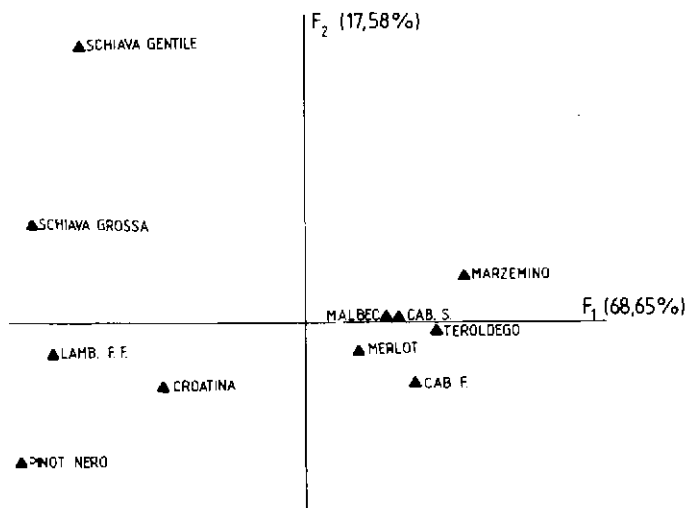 F2 (17,58%)
SCHIAVA GENTILE
SCHIAVA GROSSA
MARZEMINO
MALBEC CAB. S.
F1 (68,65%)
TEROLDEGO
LAMB. F. F.
MERLOT
CROATINA
CAB F.
PINOT NERO